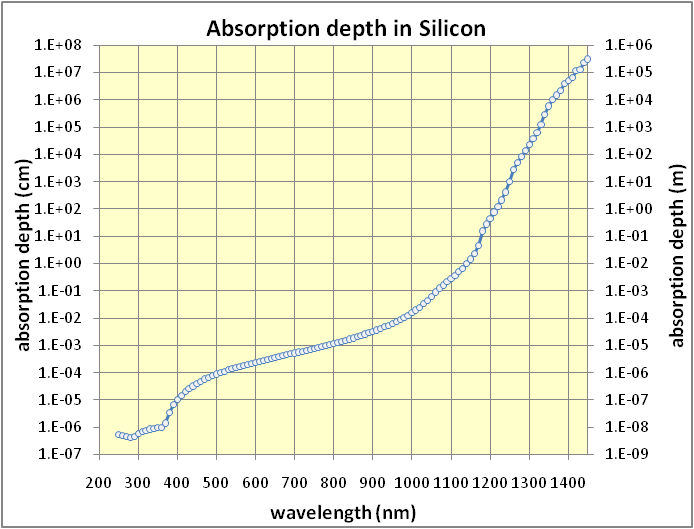 Absorption depth in Silicon
1.E+08
1.E+07
1.E+06
1.E+05
1.E+04
1.E+03
1.E+02
1.E+01
1.E+00
1.E-01
1.E-02
1.E-03
1.E-04
1.E-05
1.E-06
1.E-07
absorption depth (cm)
1.E+06
1.E+05
1.E+04
1.E+03
1.E+02
1.E+01
1.E+00
1.E-01
1.E-02
1.E-03
1.E-04
1.E-05
1.E-06
1.E-07
1.E-08
1.E-09
absorption depth (m)
200 300 400 500 600 700 800 900 1000 1100 1200 1300 1400
wavelength (nm)